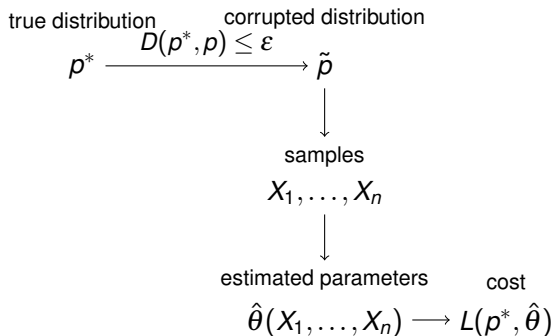 true distribution
corrupted distribution
D(p*, p) ≤ ε
p*
p̃
samples
X₁, . . . , Xₙ
estimated parameters
cost
θ̂(X₁, . . . , Xₙ)
L(p*, θ̂)